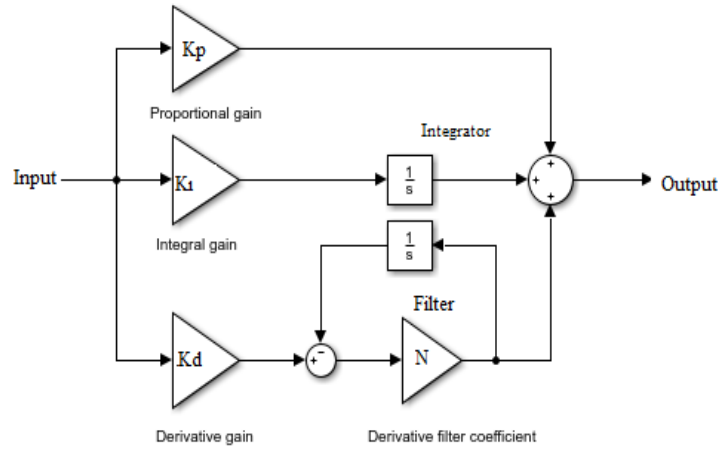 Kp
Proportional gain
Integrator
Input
K1
1
s
+
+
+
Output
Integral gain
1
s
Filter
Kd
+
−
N
Derivative gain
Derivative filter coefficient